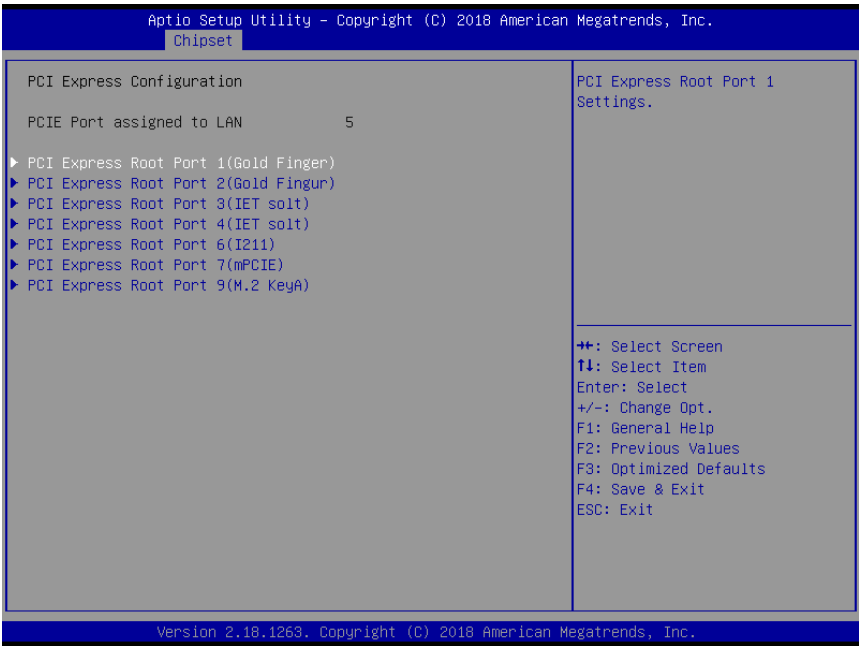 Aptio Setup Utility – Copyright (C) 2018 American Megatrends, Inc.
Chipset
PCI Express Configuration
PCIE Port assigned to LAN 5
PCI Express Root Port 1(Gold Finger)
PCI Express Root Port 2(Gold Fingur)
PCI Express Root Port 3(IET solt)
PCI Express Root Port 4(IET solt)
PCI Express Root Port 6(I211)
PCI Express Root Port 7(mPCIE)
PCI Express Root Port 9(M.2 KeyA)
PCI Express Root Port 1
Settings.
→←: Select Screen
↑↓: Select Item
Enter: Select
+/-: Change Opt.
F1: General Help
F2: Previous Values
F3: Optimized Defaults
F4: Save & Exit
ESC: Exit
Version 2.18.1263. Copyright (C) 2018 American Megatrends, Inc.